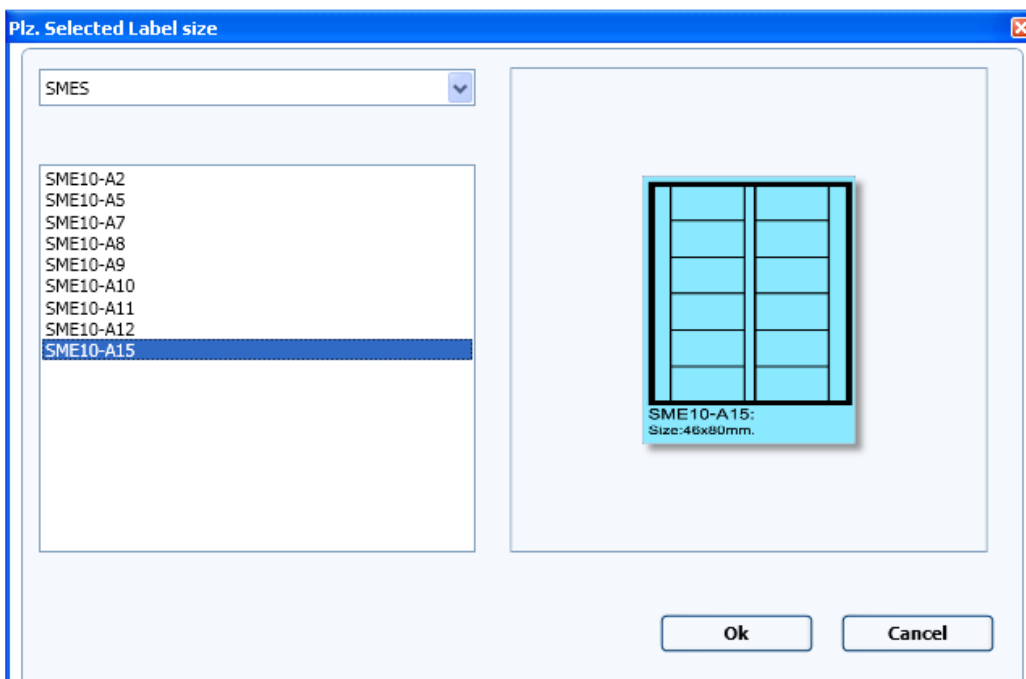 Plz. Selected Label size
SMES
SME10-A2
SME10-A5
SME10-A7
SME10-A8
SME10-A9
SME10-A10
SME10-A11
SME10-A12
SME10-A15
SME10-A15:
Size:46x80mm.
Ok
Cancel